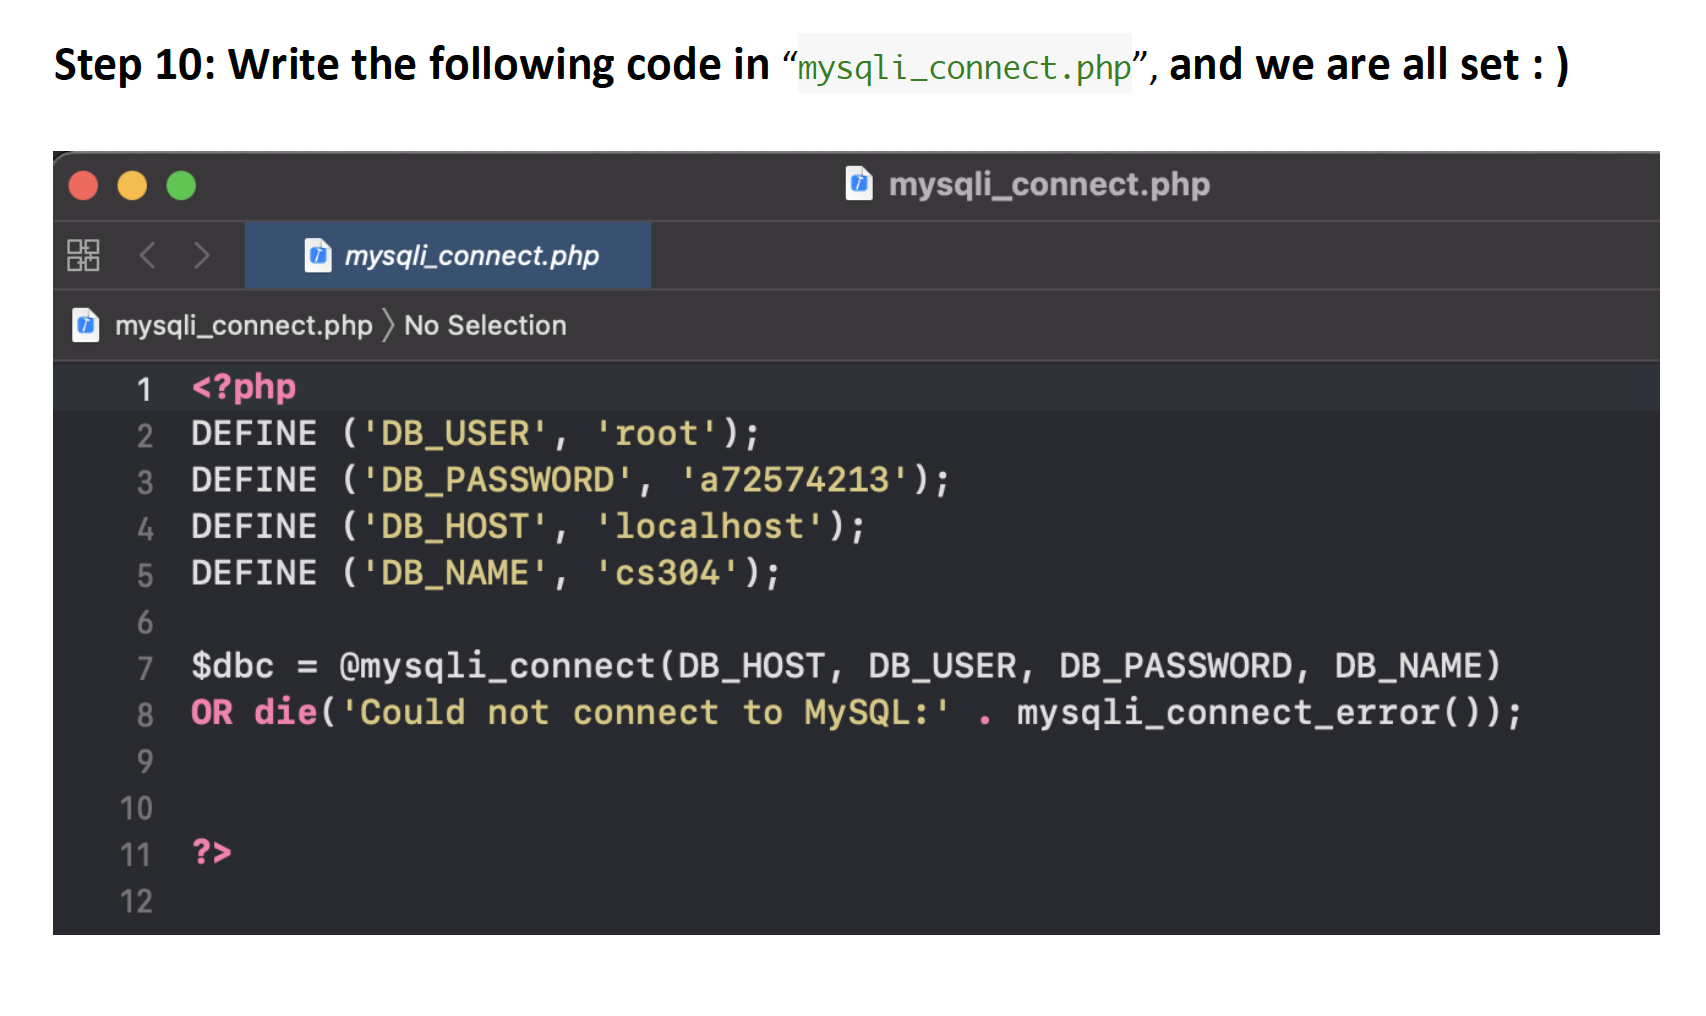 Step 10: Write the following code in “mysqli_connect.php”, and we are all set : )
mysqli_connect.php
mysqli_connect.php
mysqli_connect.php 〉 No Selection
1 <?php
2 DEFINE ('DB_USER', 'root');
3 DEFINE ('DB_PASSWORD', 'a72574213');
4 DEFINE ('DB_HOST', 'localhost');
5 DEFINE ('DB_NAME', 'cs304');
6
7 $dbc = @mysqli_connect(DB_HOST, DB_USER, DB_PASSWORD, DB_NAME)
8 OR die('Could not connect to MySQL:' . mysqli_connect_error());
9
10
11 ?>
12